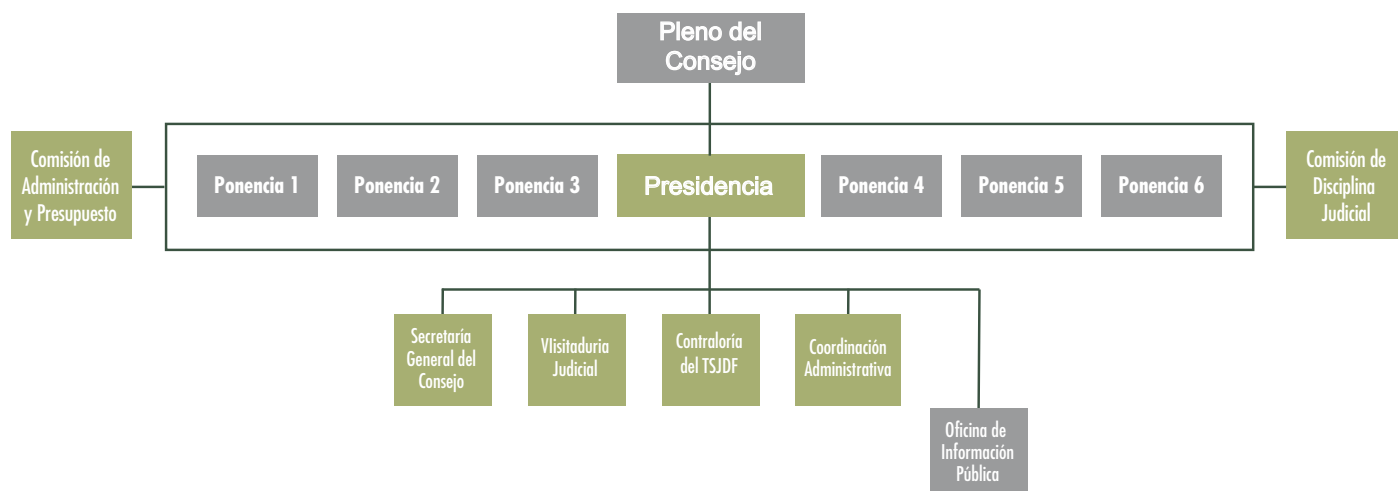 Pleno del
Consejo
Comisión de
Administración
y Presupuesto
Ponencia 1
Ponencia 2
Ponencia 3
Presidencia
Ponencia 4
Ponencia 5
Ponencia 6
Comisión de
Disciplina
Judicial
Secretaría
General del
Consejo
Vlisitaduria
Judicial
Contraloría
del TSJDF
Coordinación
Administrativa
Oficina de
Información
Pública